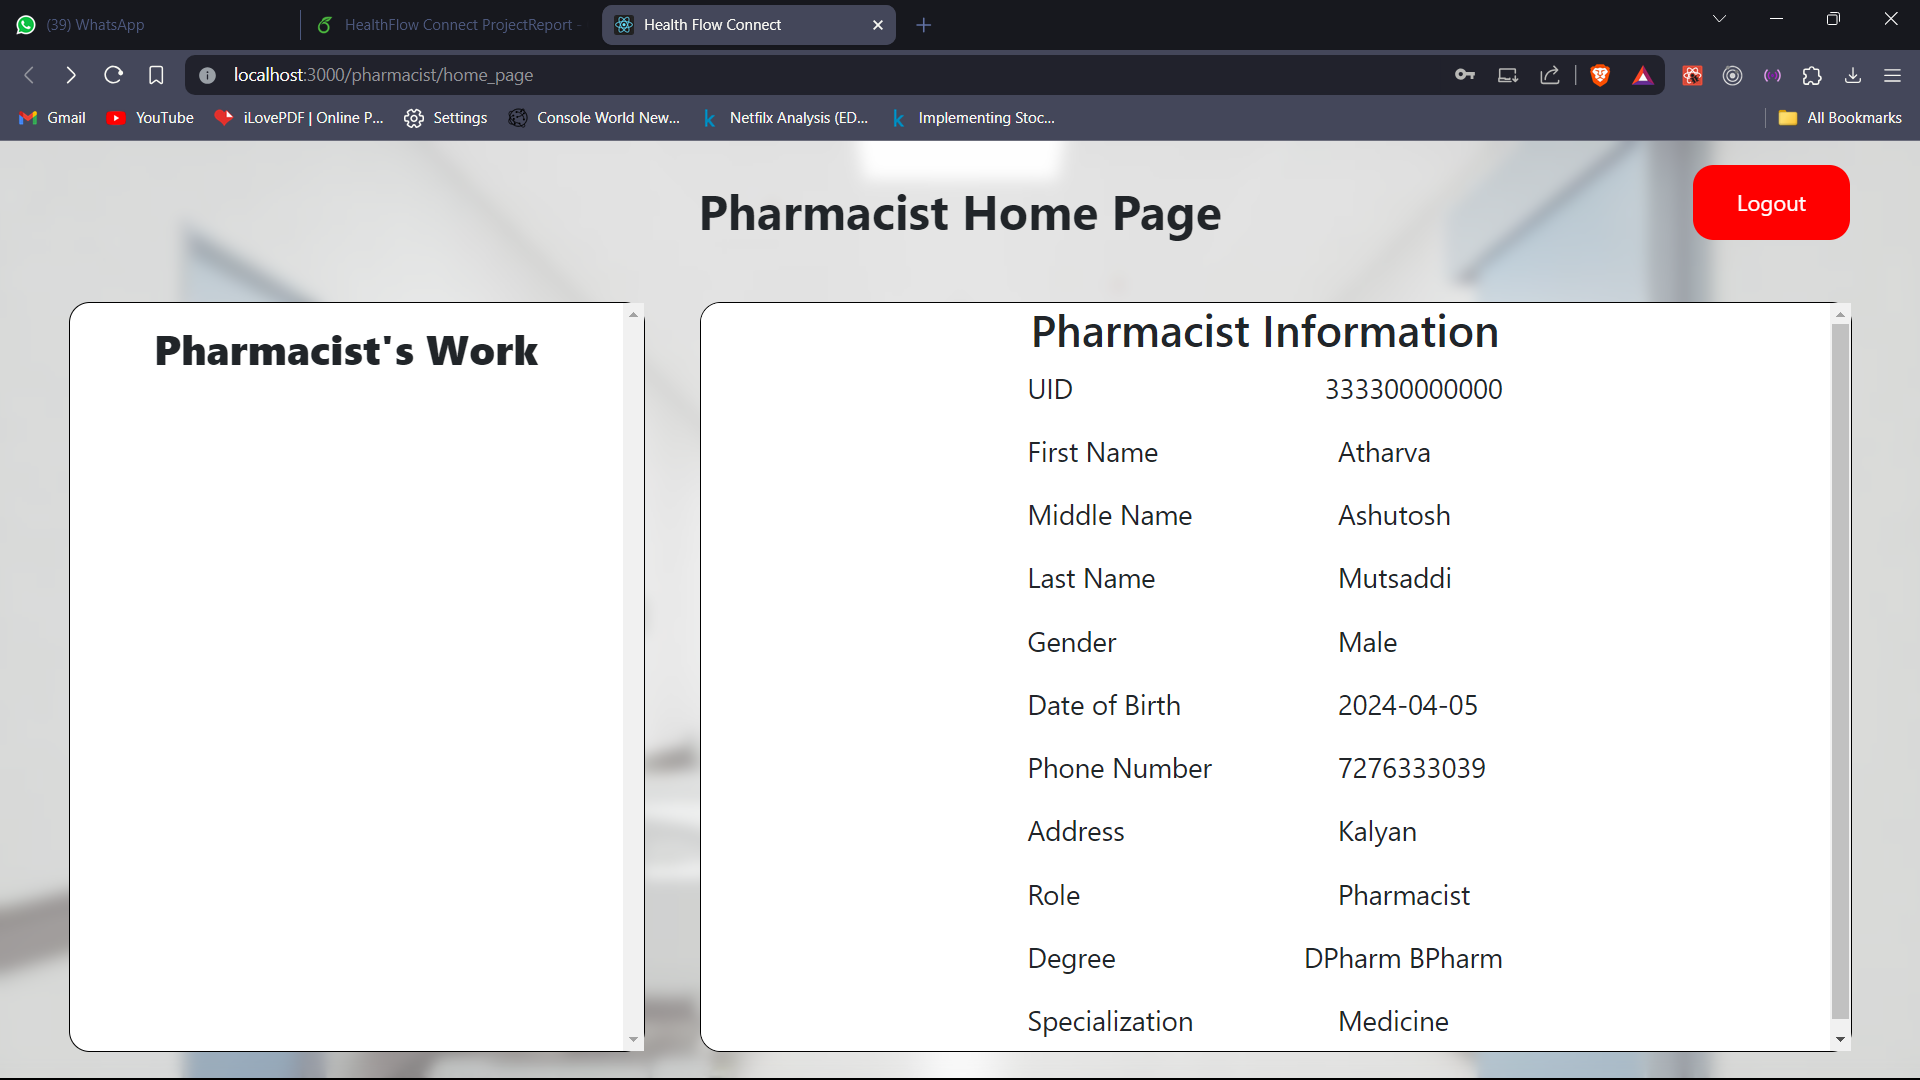 (39) WhatsApp
HealthFlow Connect ProjectReport -
Health Flow Connect
localhost:3000/pharmacist/home_page
Gmail
YouTube
iLovePDF | Online P...
Settings
Console World New...
k Netfilx Analysis (ED...
k Implementing Stoc...
All Bookmarks
Pharmacist Home Page
Logout
Pharmacist's Work
Pharmacist Information
UID 333300000000
First Name Atharva
Middle Name Ashutosh
Last Name Mutsaddi
Gender Male
Date of Birth 2024-04-05
Phone Number 7276333039
Address Kalyan
Role Pharmacist
Degree DPharm BPharm
Specialization Medicine